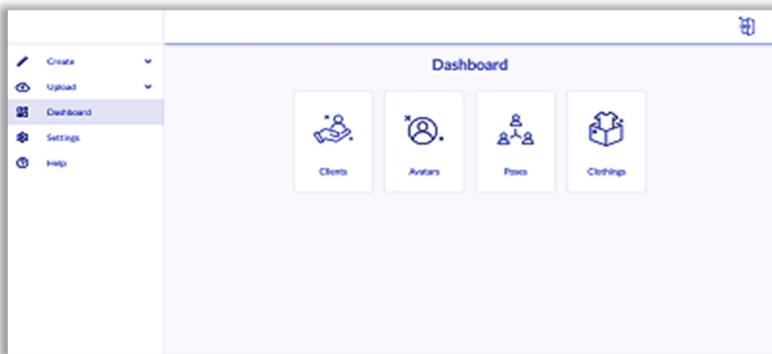 Create
Upload
Dashboard
Settings
Help
Dashboard
Clients
Avatars
Poses
Clothings